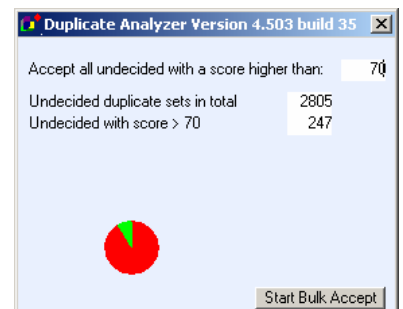 Duplicate Analyzer Version 4.503 build 35
Accept all undecided with a score higher than: 70
Undecided duplicate sets in total 2805
Undecided with score > 70 247
Start Bulk Accept